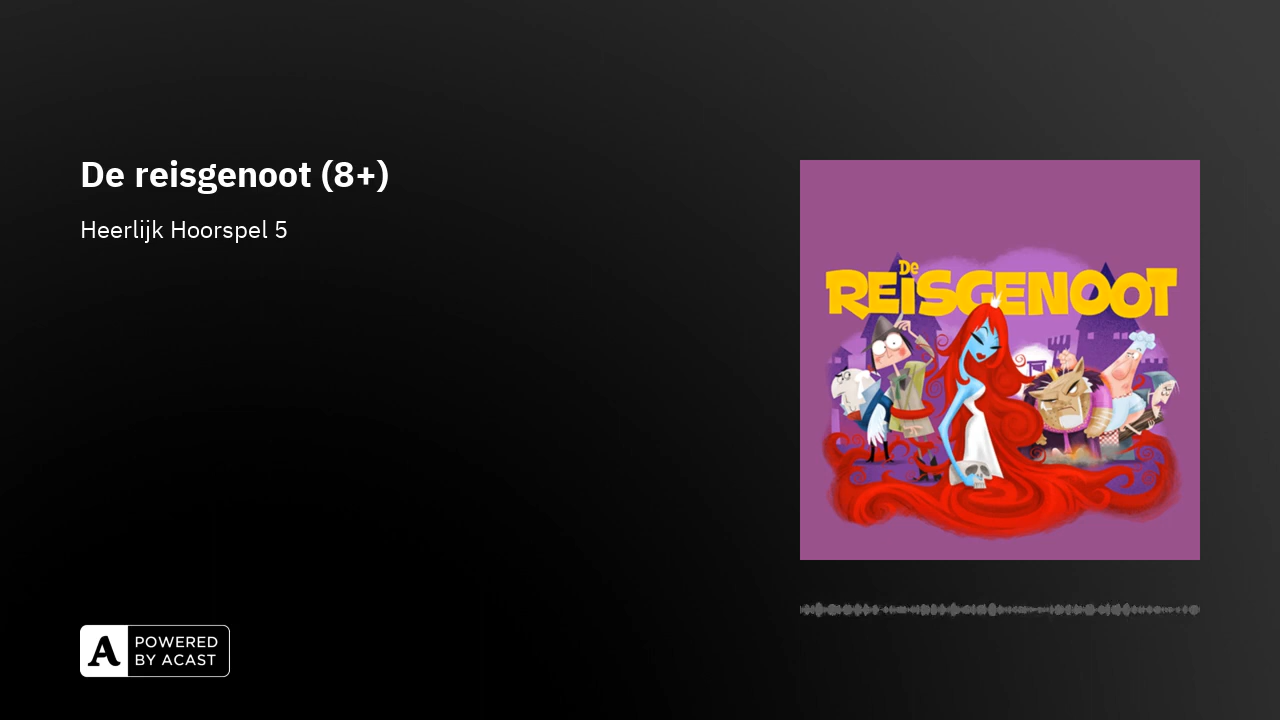 De reisgenoot (8+)
Heerlijk Hoorspel 5
De
REiSGENOOT
A
POWERED
BY ACAST